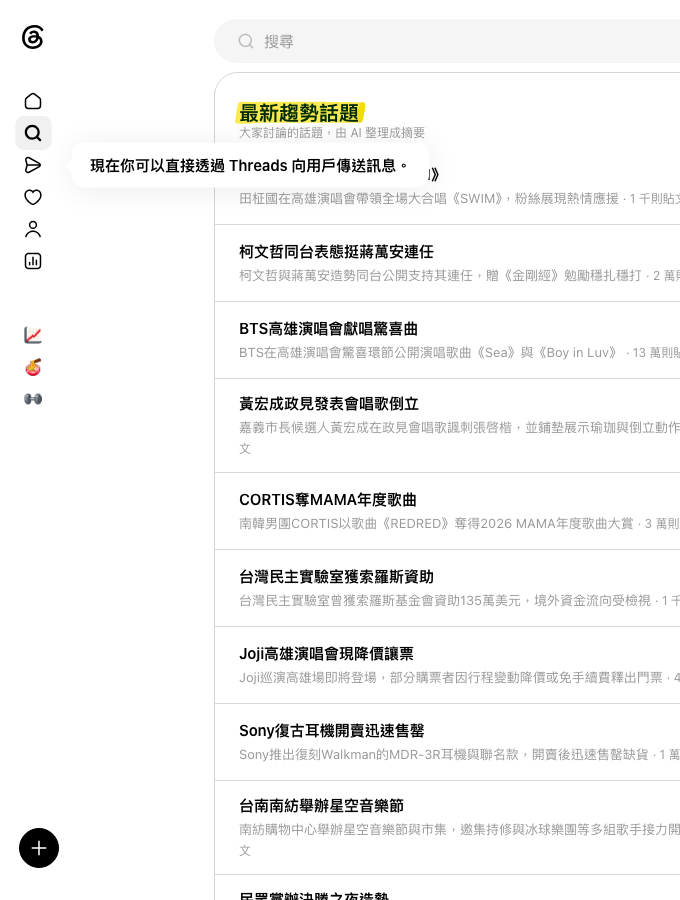 搜尋
最新趨勢話題
大家討論的話題，由 AI 整理成摘要
現在你可以直接透過 Threads 向用戶傳送訊息。
》
田柾國在高雄演唱會帶領全場大合唱《SWIM》，粉絲展現熱情應援 · 1 千則貼文
柯文哲同台表態挺蔣萬安連任
柯文哲與蔣萬安造勢同台公開支持其連任，贈《金剛經》勉勵穩扎穩打 · 2 萬
BTS高雄演唱會獻唱驚喜曲
BTS在高雄演唱會驚喜環節公開演唱歌曲《Sea》與《Boy in Luv》 · 13 萬則
黃宏成政見發表會唱歌倒立
嘉義市長候選人黃宏成在政見會唱歌諷刺張啓楷，並鋪墊展示瑜珈與倒立動作
文
CORTIS奪MAMA年度歌曲
南韓男團CORTIS以歌曲《REDRED》奪得2026 MAMA年度歌曲大賞 · 3 萬則
台灣民主實驗室獲索羅斯資助
台灣民主實驗室曾獲索羅斯基金會資助135萬美元，境外資金流向受檢視 · 1 千
Joji高雄演唱會現降價讓票
Joji巡演高雄場即將登場，部分購票者因行程變動降價或免手續費釋出門票 · 4
Sony復古耳機開賣迅速售罄
Sony推出復刻Walkman的MDR-3R耳機與聯名款，開賣後迅速售罄缺貨 · 1 萬
台南南紡舉辦星空音樂節
南紡購物中心舉辦星空音樂節與市集，邀集持修與冰球樂團等多組歌手接力開
文
民眾黨辦決勝之夜造勢